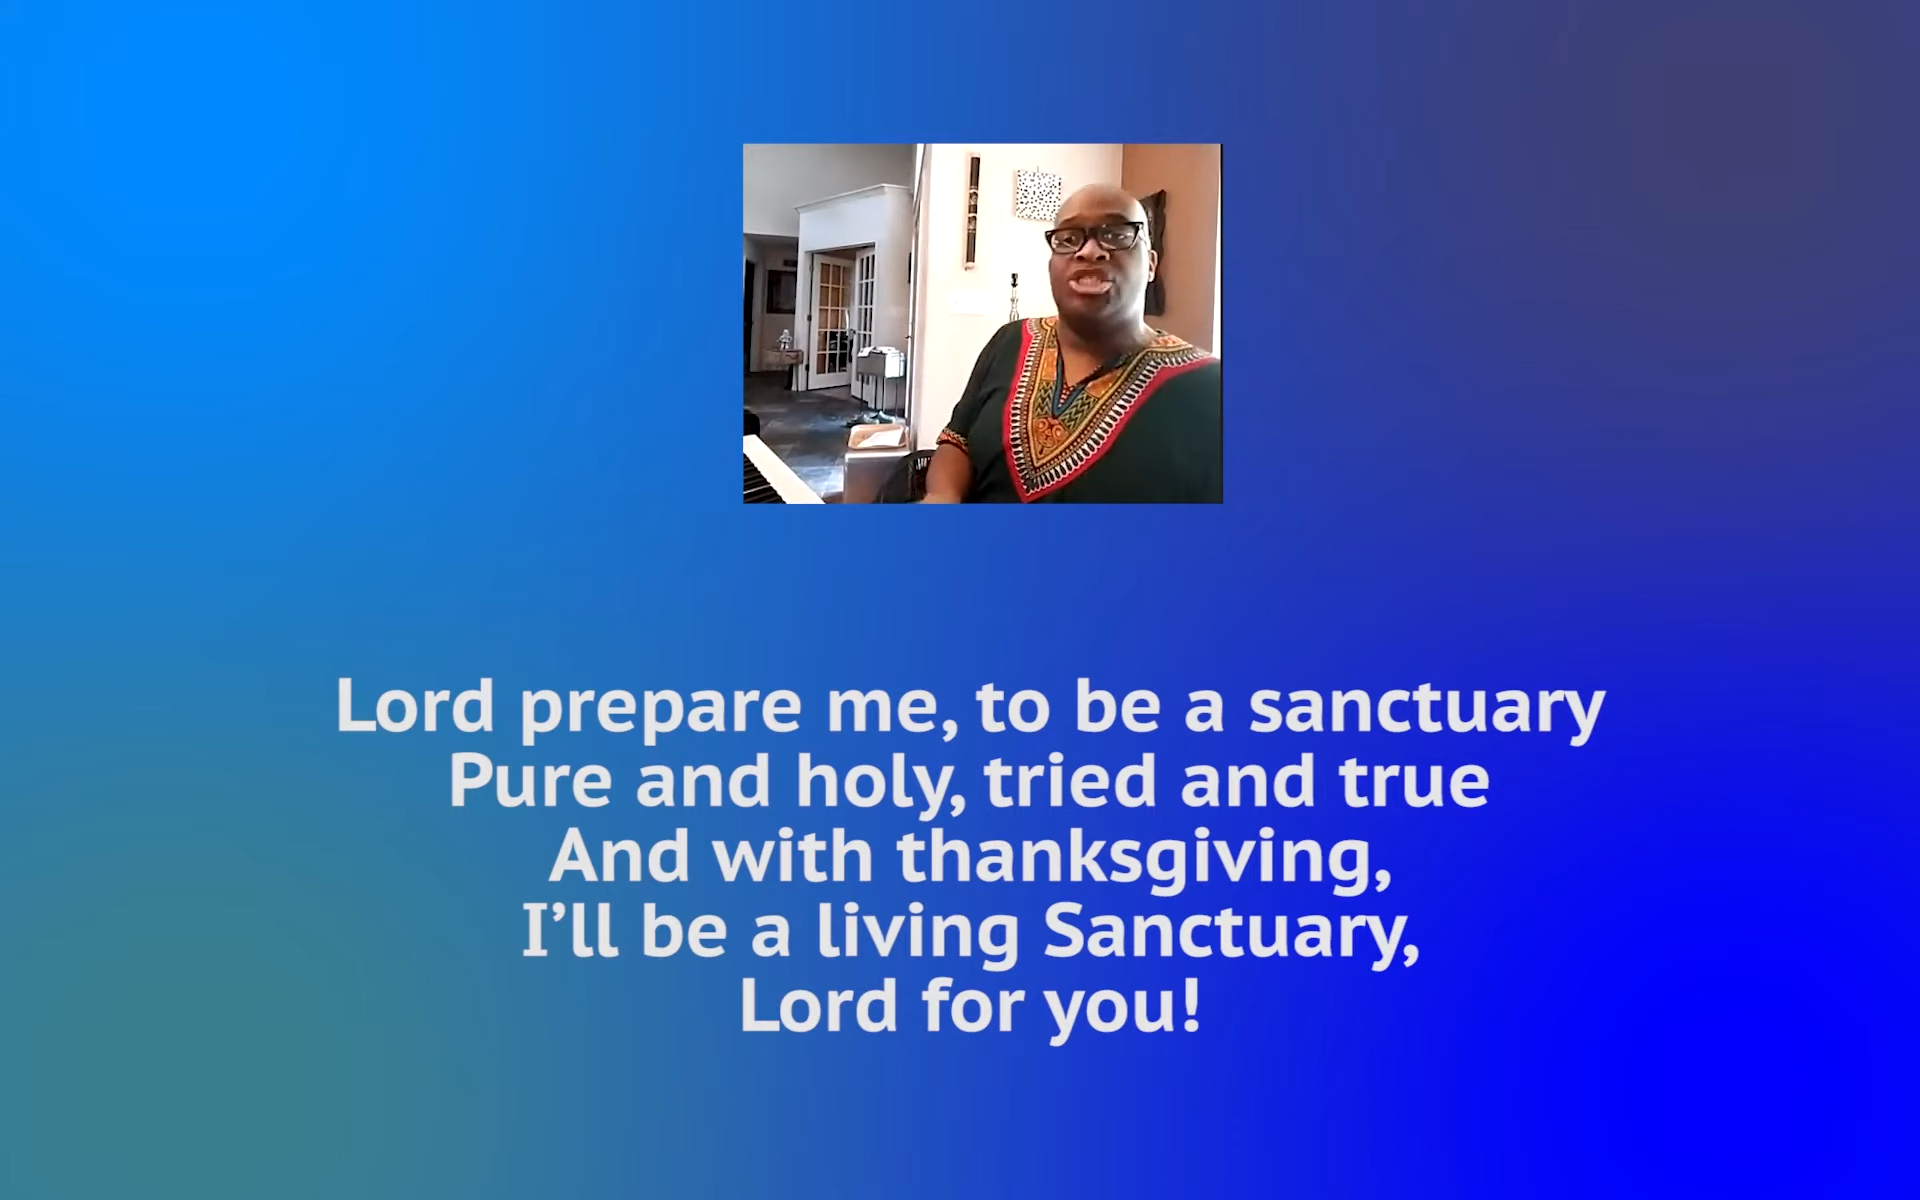 Lord prepare me, to be a sanctuary
Pure and holy, tried and true
And with thanksgiving,
I’ll be a living Sanctuary,
Lord for you!